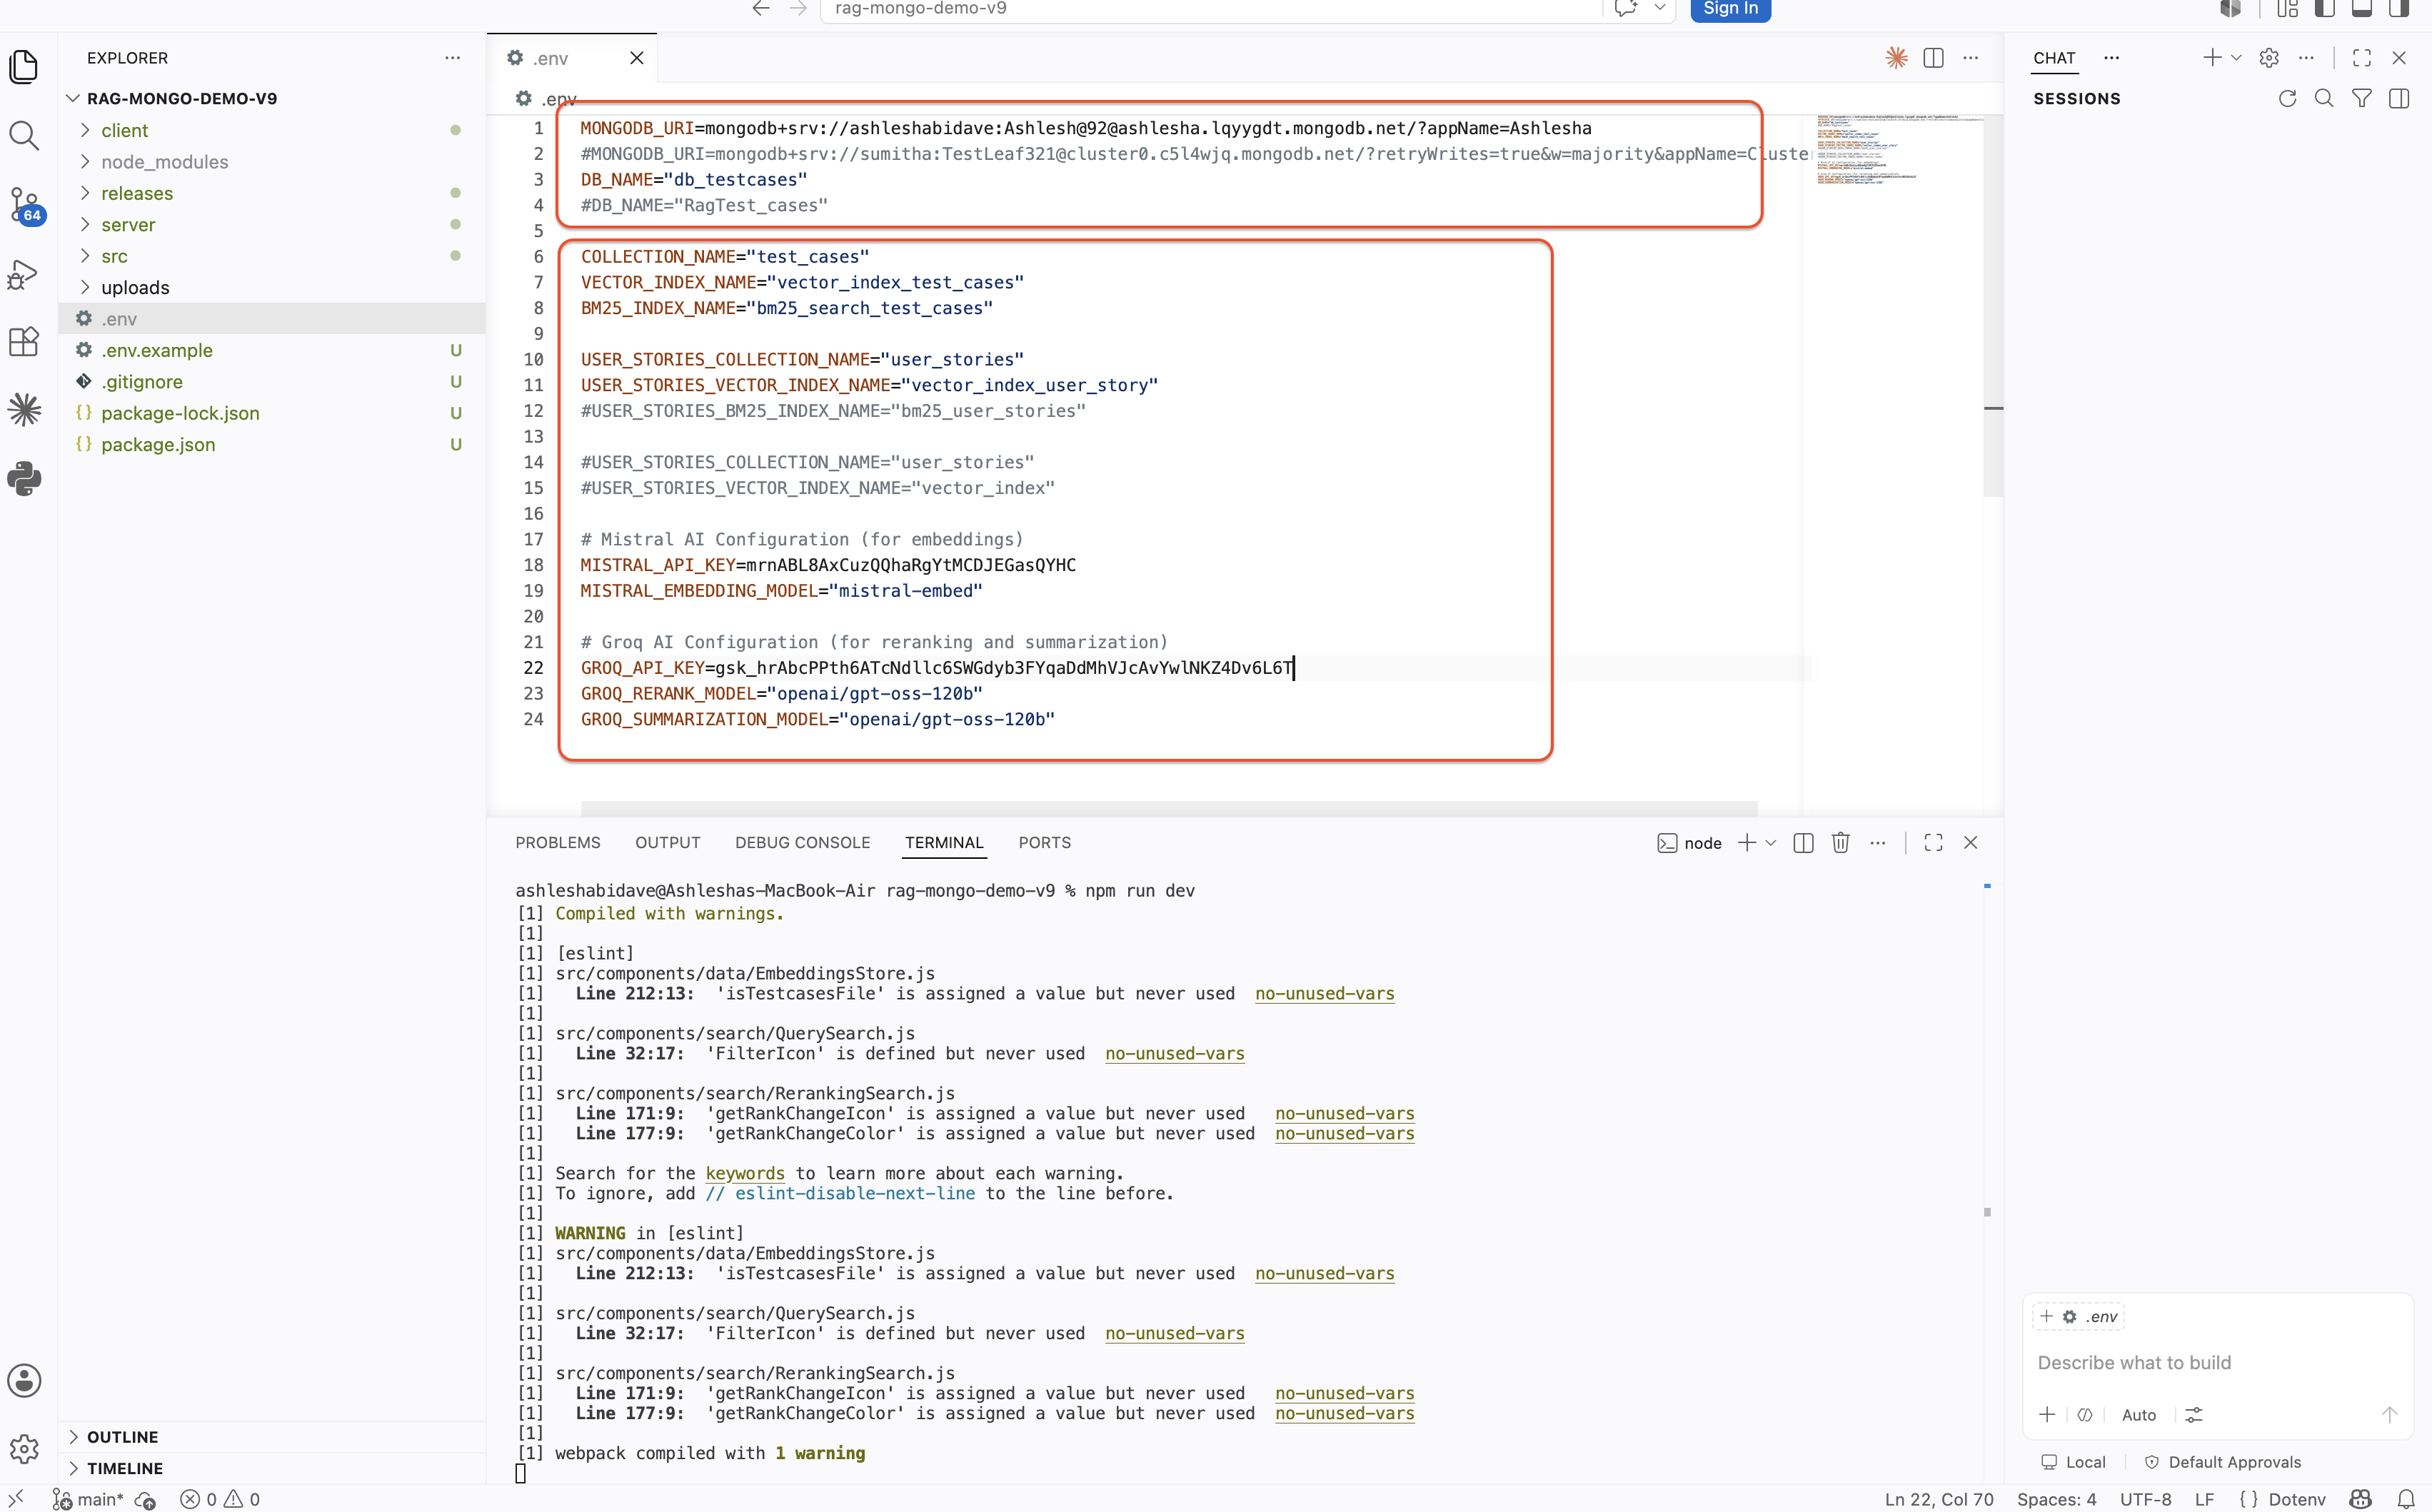 rag-mongo-demo-v9
Sign In
EXPLORER
RAG-MONGO-DEMO-V9
client
node_modules
releases
server
src
uploads
.env
.env.example U
.gitignore U
package-lock.json U
package.json U
64
OUTLINE
TIMELINE
.env
.env
1 MONGODB_URI=mongodb+srv://ashleshabidave:Ashlesh@92@ashlesha.lqyygdt.mongodb.net/?appName=Ashlesha
2 #MONGODB_URI=mongodb+srv://sumitha:TestLeaf321@cluster0.c5l4wjq.mongodb.net/?retryWrites=true&w=majority&appName=Cluster
3 DB_NAME="db_testcases"
4 #DB_NAME="RagTest_cases"
5
6 COLLECTION_NAME="test_cases"
7 VECTOR_INDEX_NAME="vector_index_test_cases"
8 BM25_INDEX_NAME="bm25_search_test_cases"
9
10 USER_STORIES_COLLECTION_NAME="user_stories"
11 USER_STORIES_VECTOR_INDEX_NAME="vector_index_user_story"
12 #USER_STORIES_BM25_INDEX_NAME="bm25_user_stories"
13
14 #USER_STORIES_COLLECTION_NAME="user_stories"
15 #USER_STORIES_VECTOR_INDEX_NAME="vector_index"
16
17 # Mistral AI Configuration (for embeddings)
18 MISTRAL_API_KEY=mrnABL8AxCuzQQhaRgYtMCDJEGasQYHC
19 MISTRAL_EMBEDDING_MODEL="mistral-embed"
20
21 # Groq AI Configuration (for reranking and summarization)
22 GROQ_API_KEY=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
23 GROQ_RERANK_MODEL="openai/gpt-oss-120b"
24 GROQ_SUMMARIZATION_MODEL="openai/gpt-oss-120b"
PROBLEMS OUTPUT DEBUG CONSOLE TERMINAL PORTS
node
ashleshabidave@Ashleshas-MacBook-Air rag-mongo-demo-v9 % npm run dev
[1] Compiled with warnings.
[1]
[1] [eslint]
[1] src/components/data/EmbeddingsStore.js
[1]   Line 212:13:  'isTestcasesFile' is assigned a value but never used  no-unused-vars
[1]
[1] src/components/search/QuerySearch.js
[1]   Line 32:17:  'FilterIcon' is defined but never used  no-unused-vars
[1]
[1] src/components/search/RerankingSearch.js
[1]   Line 171:9:  'getRankChangeIcon' is assigned a value but never used   no-unused-vars
[1]   Line 177:9:  'getRankChangeColor' is assigned a value but never used  no-unused-vars
[1]
[1] Search for the keywords to learn more about each warning.
[1] To ignore, add // eslint-disable-next-line to the line before.
[1]
[1] WARNING in [eslint]
[1] src/components/data/EmbeddingsStore.js
[1]   Line 212:13:  'isTestcasesFile' is assigned a value but never used  no-unused-vars
[1]
[1] src/components/search/QuerySearch.js
[1]   Line 32:17:  'FilterIcon' is defined but never used  no-unused-vars
[1]
[1] src/components/search/RerankingSearch.js
[1]   Line 171:9:  'getRankChangeIcon' is assigned a value but never used   no-unused-vars
[1]   Line 177:9:  'getRankChangeColor' is assigned a value but never used  no-unused-vars
[1]
[1] webpack compiled with 1 warning
CHAT
SESSIONS
.env
Describe what to build
Auto
Local
Default Approvals
main*
0 0
Ln 22, Col 70
Spaces: 4
UTF-8
LF
{ } Dotenv